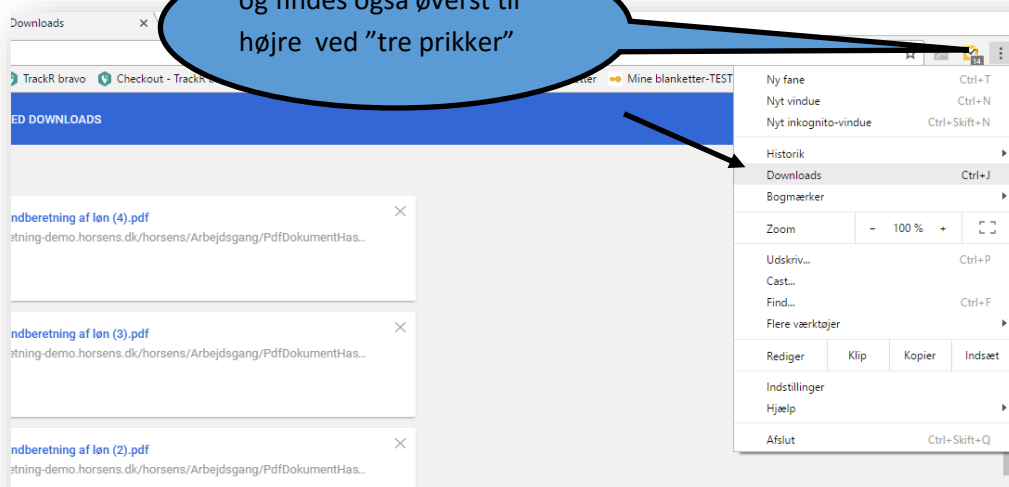 og findes også øverst til
højre ved ”tre prikker”
Downloads
14
TrackR bravo Checkout - TrackR Mine blanketter-TEST
ED DOWNLOADS
Ny fane Ctrl+T
Nyt vindue Ctrl+N
Nyt inkognito-vindue Ctrl+Skift+N
Historik
Downloads Ctrl+J
Bogmærker
Zoom - 100 % +
Udskriv... Ctrl+P
Cast...
Find... Ctrl+F
Flere værktøjer
Rediger Klip Kopier Indsæt
Indstillinger
Hjælp
Afslut Ctrl+Skift+Q
ndberetning af løn (4).pdf
etning-demo.horsens.dk/horsens/Arbejdsgang/PdfDokumentHas...
ndberetning af løn (3).pdf
etning-demo.horsens.dk/horsens/Arbejdsgang/PdfDokumentHas...
ndberetning af løn (2).pdf
etning-demo.horsens.dk/horsens/Arbejdsgang/PdfDokumentHas...